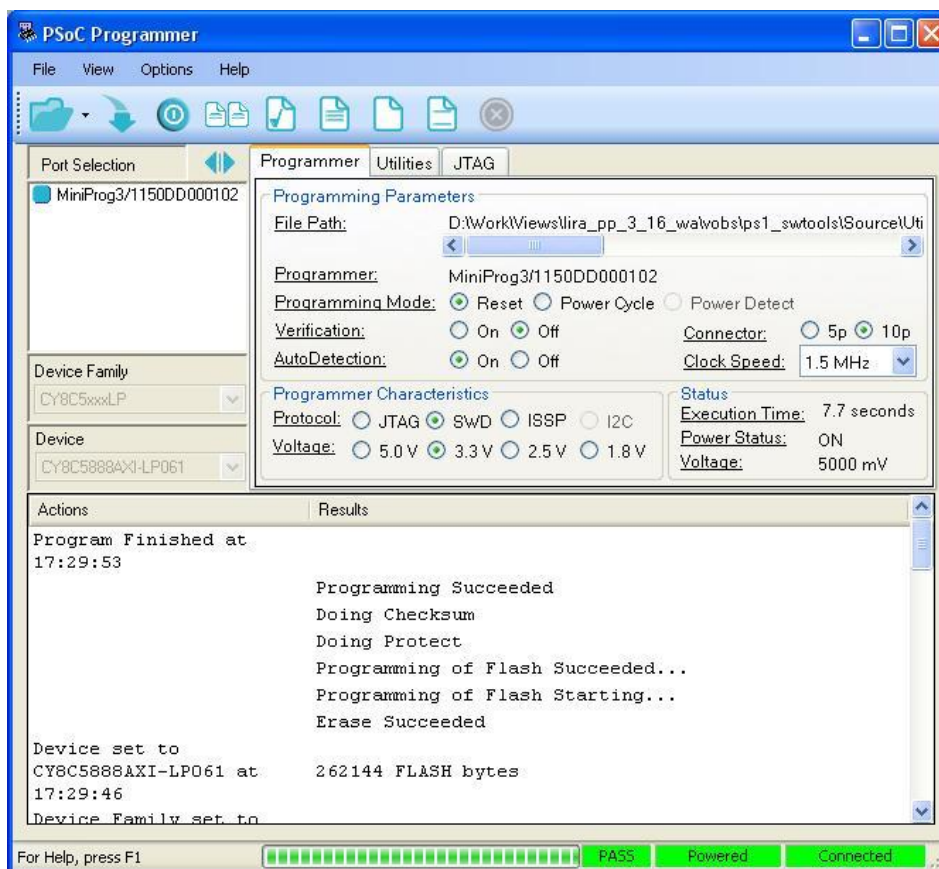 PSoC Programmer
File View Options Help
Port Selection
MiniProg3/1150DD000102
Device Family
CY8C5xxxLP
Device
CY8C5888AXI-LP061
Programmer Utilities JTAG
Programming Parameters
File Path: D:\Work\Views\lira_pp_3_16_wa\vobs\ps1_swtools\Source\Uti
Programmer: MiniProg3/1150DD000102
Programming Mode: Reset Power Cycle Power Detect
Verification: On Off Connector: 5p 10p
AutoDetection: On Off Clock Speed: 1.5 MHz
Programmer Characteristics
Protocol: JTAG SWD ISSP I2C
Voltage: 5.0 V 3.3 V 2.5 V 1.8 V
Status
Execution Time: 7.7 seconds
Power Status: ON
Voltage: 5000 mV
Actions Results
Program Finished at
17:29:53
Programming Succeeded
Doing Checksum
Doing Protect
Programming of Flash Succeeded...
Programming of Flash Starting...
Erase Succeeded
Device set to
CY8C5888AXI-LP061 at 262144 FLASH bytes
17:29:46
Device Family set to
For Help, press F1 PASS Powered Connected